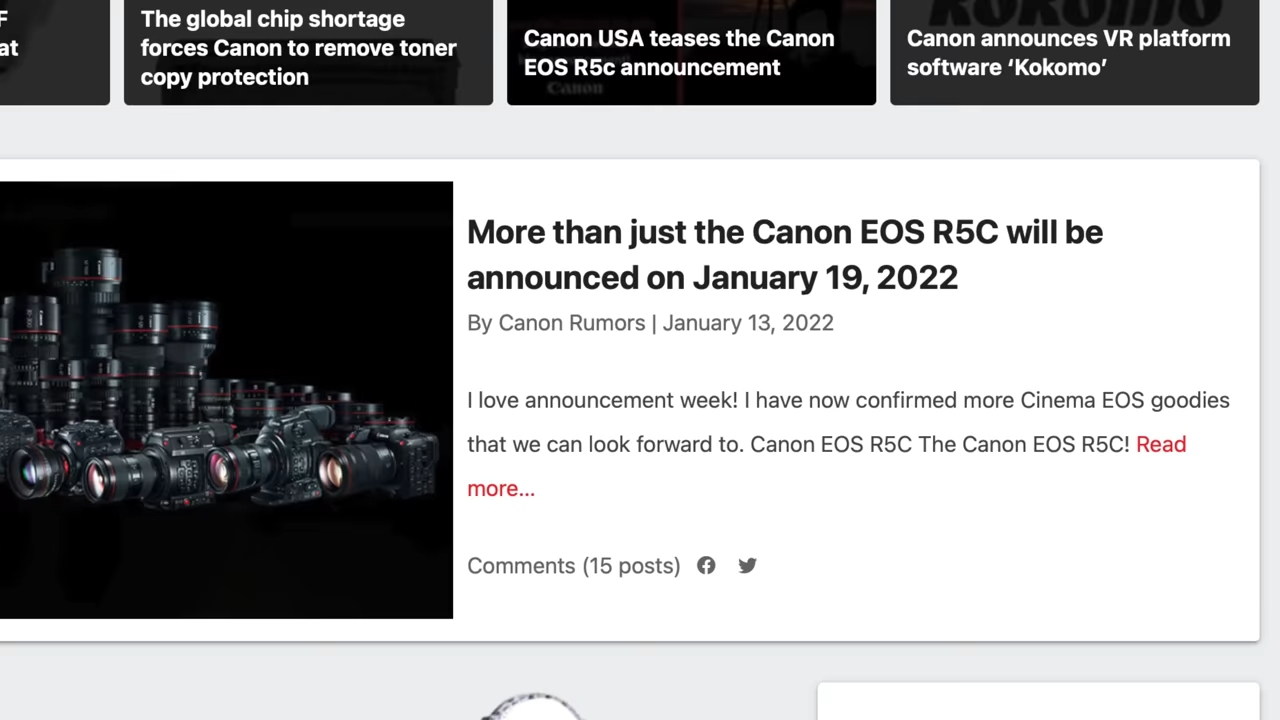 F
at
The global chip shortage
forces Canon to remove toner
copy protection
Canon USA teases the Canon
EOS R5c announcement
Canon
KOKOMO
Canon announces VR platform
software ‘Kokomo’
More than just the Canon EOS R5C will be
announced on January 19, 2022
By Canon Rumors | January 13, 2022
I love announcement week! I have now confirmed more Cinema EOS goodies
that we can look forward to. Canon EOS R5C The Canon EOS R5C! Read
more...
Comments (15 posts)